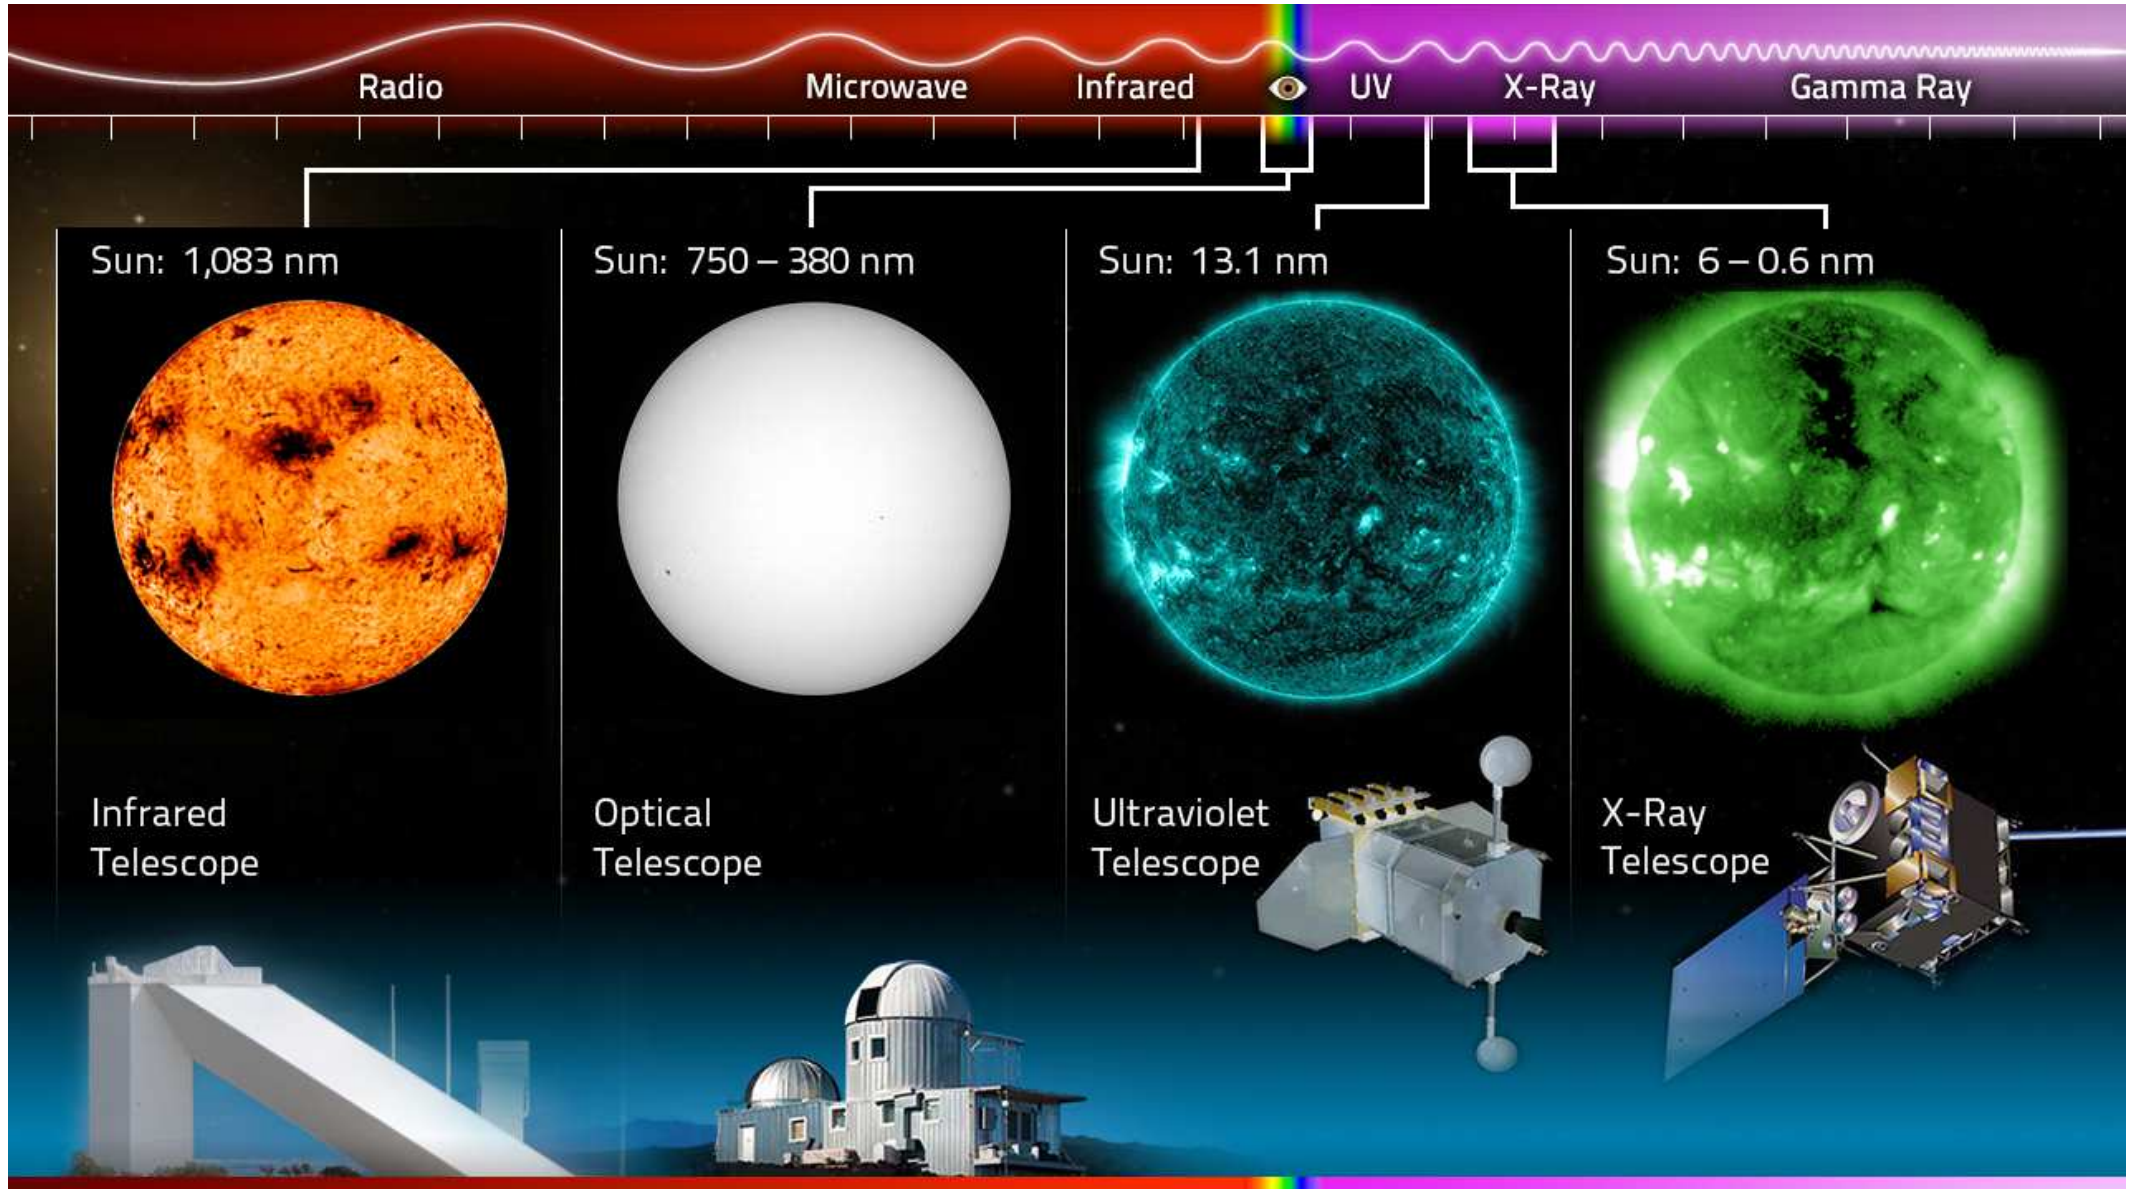 Radio Microwave Infrared UV X-Ray Gamma Ray
Sun: 1,083 nm
Sun: 750 – 380 nm
Sun: 13.1 nm
Sun: 6 – 0.6 nm
Infrared
Telescope
Optical
Telescope
Ultraviolet
Telescope
X-Ray
Telescope